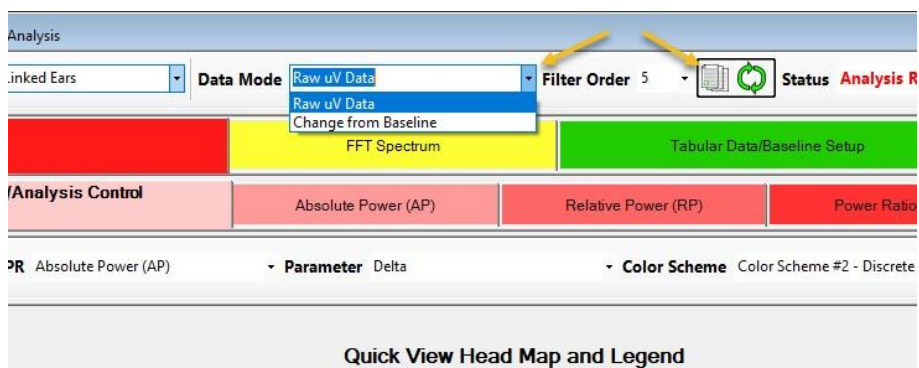 Analysis
Linked Ears Data Mode Raw uV Data Filter Order 5 Status Analysis R
Raw uV Data
Change from Baseline
FFT Spectrum Tabular Data/Baseline Setup
/Analysis Control Absolute Power (AP) Relative Power (RP) Power Ratio
PR Absolute Power (AP) Parameter Delta Color Scheme Color Scheme #2 - Discrete
Quick View Head Map and Legend